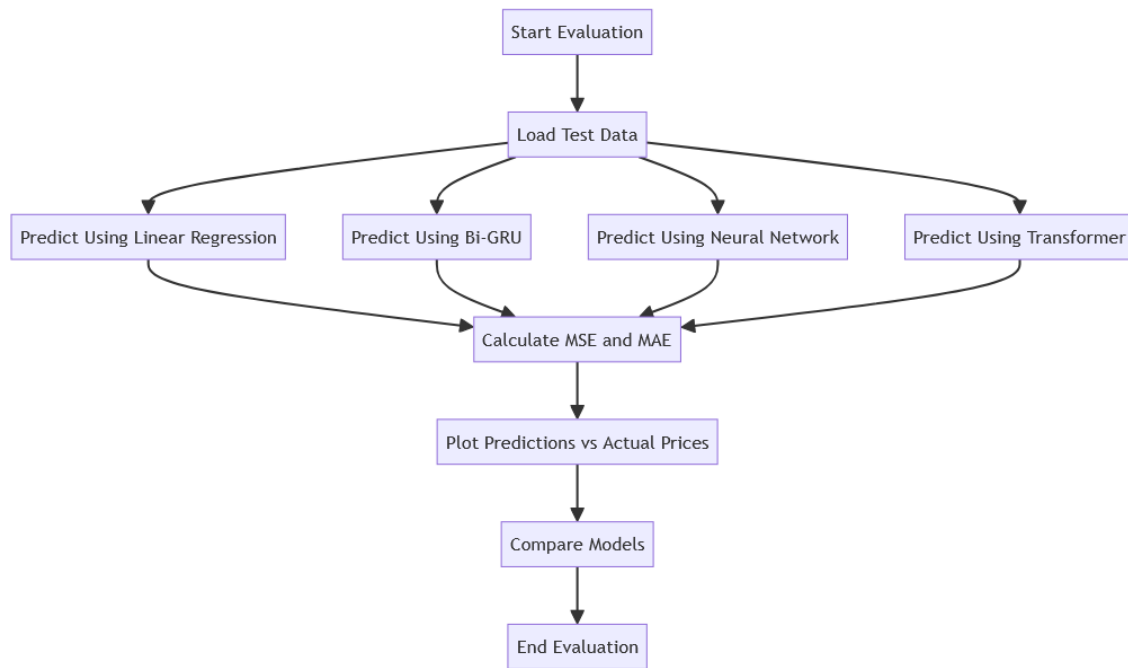 Start Evaluation
Load Test Data
Predict Using Linear Regression
Predict Using Bi-GRU
Predict Using Neural Network
Predict Using Transformer
Calculate MSE and MAE
Plot Predictions vs Actual Prices
Compare Models
End Evaluation